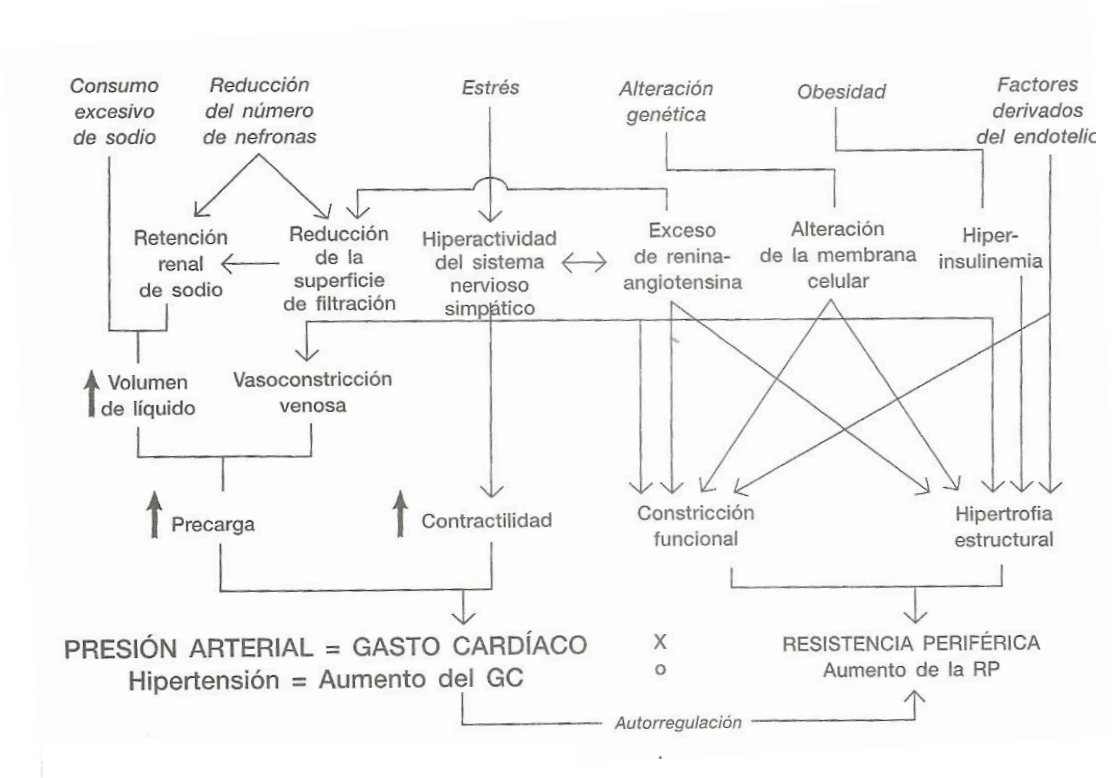 Consumo
excesivo
de sodio
Reducción
del número
de nefronas
Estrés
Alteración
genética
Obesidad
Factores
derivados
del endotelio
Retención
renal
de sodio
Reducción
de la
superficie
de filtración
Hiperactividad
del sistema
nervioso
simpático
Exceso
de renina-
angiotensina
Alteración
de la membrana
celular
Hiper-
insulinemia
Volumen
de líquido
Vasoconstricción
venosa
Precarga
Contractilidad
Constricción
funcional
Hipertrofia
estructural
PRESIÓN ARTERIAL = GASTO CARDÍACO X RESISTENCIA PERIFÉRICA
Hipertensión = Aumento del GC o Aumento de la RP
Autorregulación